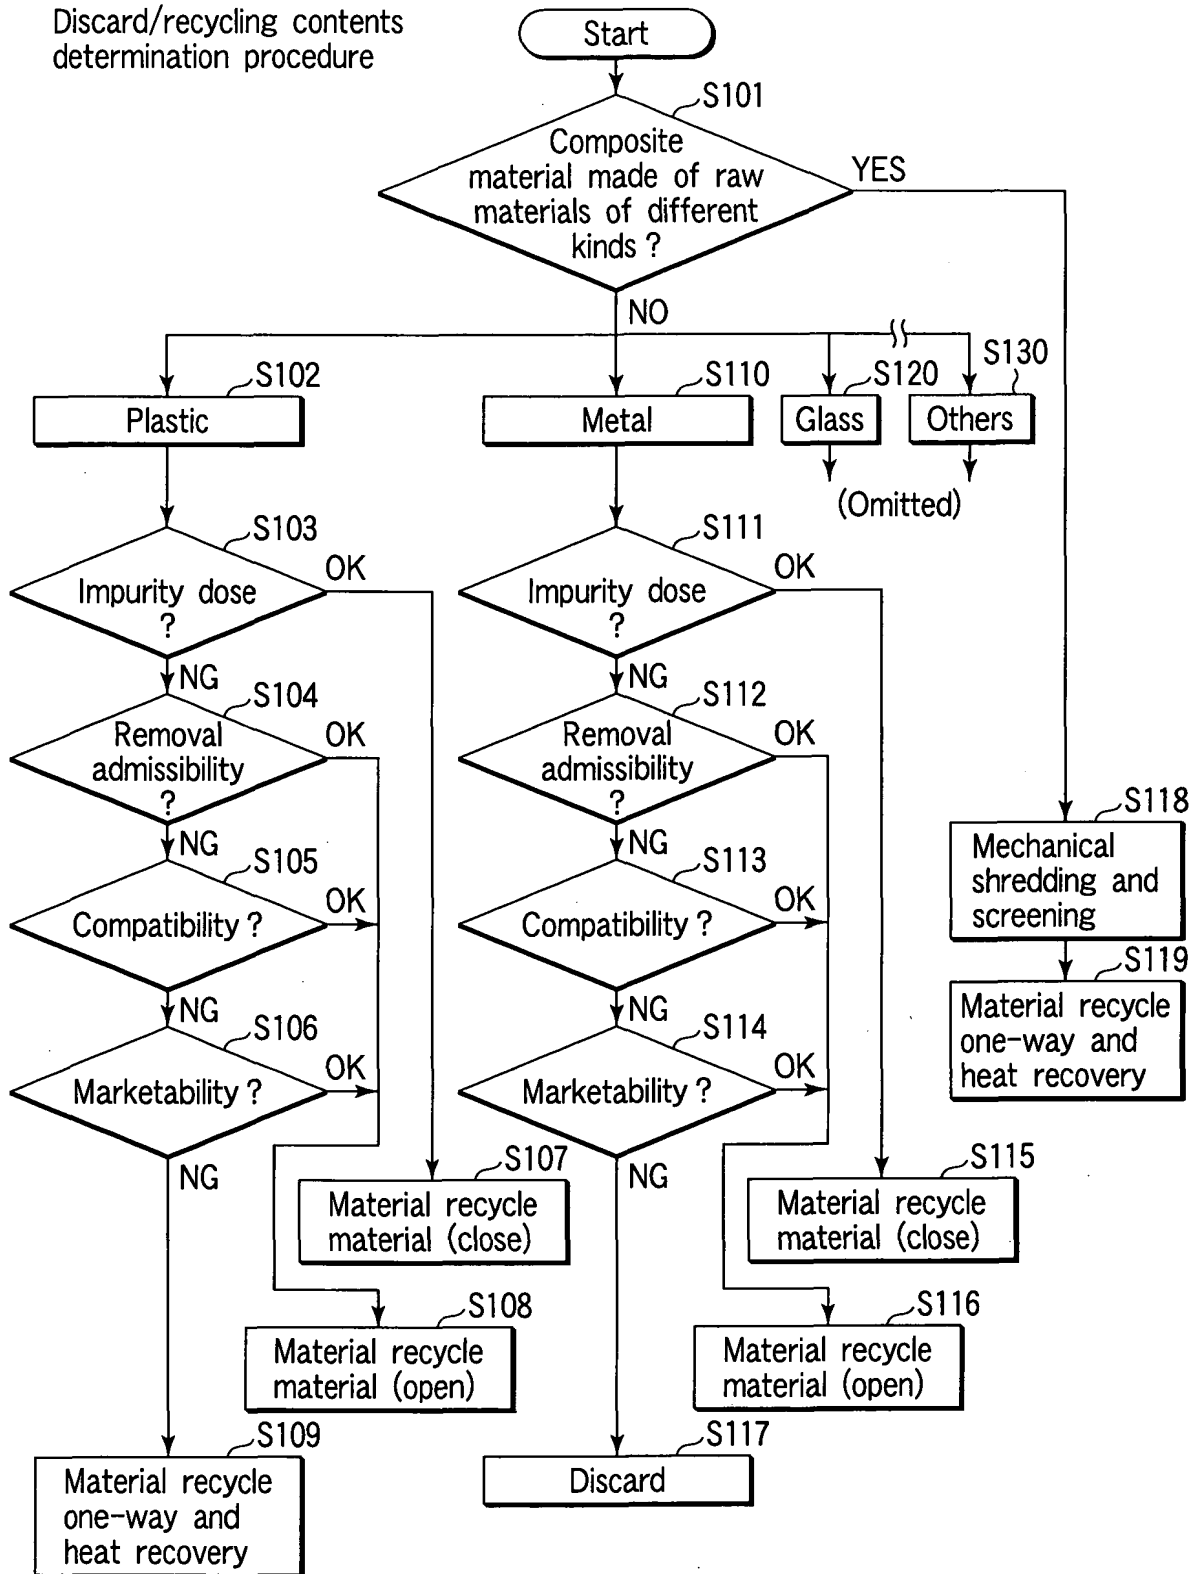 Discard/recycling contents
determination procedure
Start
S101
Composite
material made of raw
materials of different
kinds ?
YES
NO
S102
Plastic
S110
Metal
S120
Glass
S130
Others
(Omitted)
S103
Impurity dose
?
OK
NG
S111
Impurity dose
?
OK
NG
S104
Removal
admissibility
?
OK
NG
S112
Removal
admissibility
?
OK
NG
S118
Mechanical
shredding and
screening
S105
Compatibility ?
OK
NG
S113
Compatibility ?
OK
NG
S119
Material recycle
one-way and
heat recovery
S106
Marketability ?
OK
NG
S114
Marketability ?
OK
NG
S107
Material recycle
material (close)
S115
Material recycle
material (close)
S108
Material recycle
material (open)
S116
Material recycle
material (open)
S109
Material recycle
one-way and
heat recovery
S117
Discard